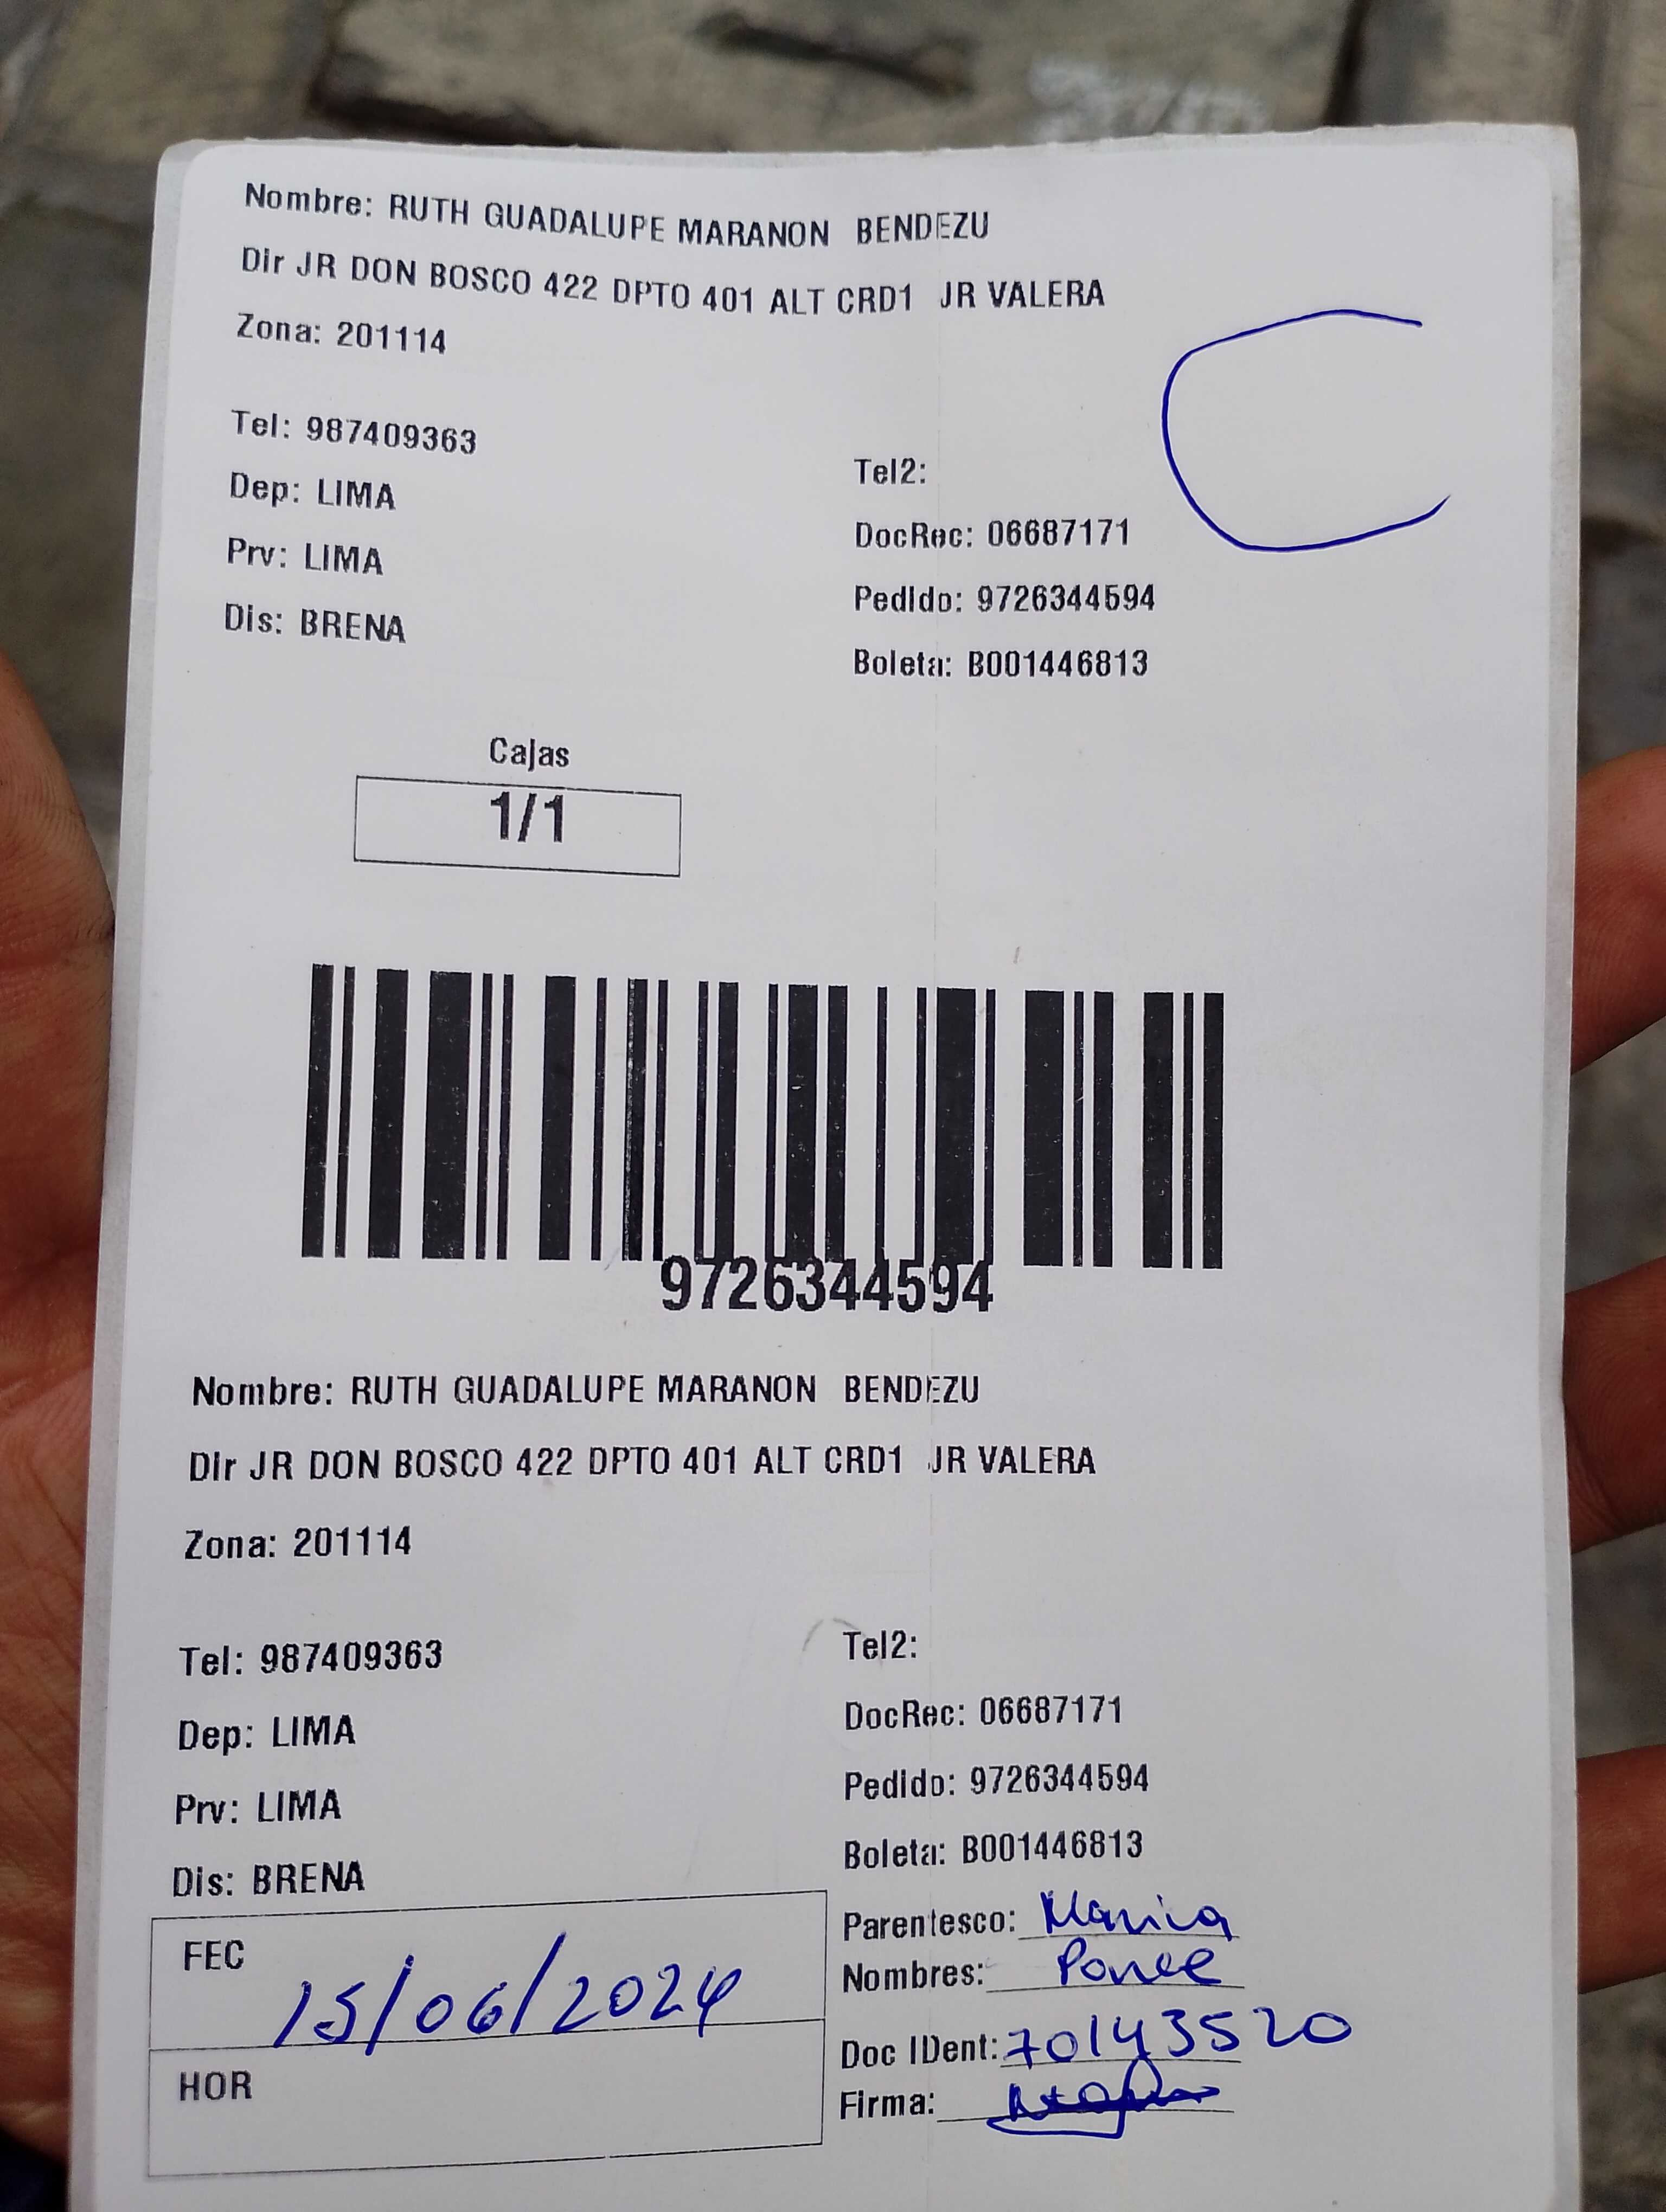 Nombre: RUTH GUADALUPE MARANON BENDEZU
Dir JR DON BOSCO 422 DPTO 401 ALT CRD1 JR VALERA
Zona: 201114
Tel: 987409363
Tel2:
Dep: LIMA
DocRec: 06687171
Prv: LIMA
Pedido: 9726344594
Dis: BRENA
Boleta: B001446813
Cajas
1/1
9726344594
Nombre: RUTH GUADALUPE MARANON BENDEZU
Dir JR DON BOSCO 422 DPTO 401 ALT CRD1 JR VALERA
Zona: 201114
Tel: 987409363
Tel2:
Dep: LIMA
DocRec: 06687171
Prv: LIMA
Pedido: 9726344594
Dis: BRENA
Boleta: B001446813
FEC 15/06/2024
HOR
Parentesco:
Nombres: Ponce
Doc IDent: 70143520
Firma: